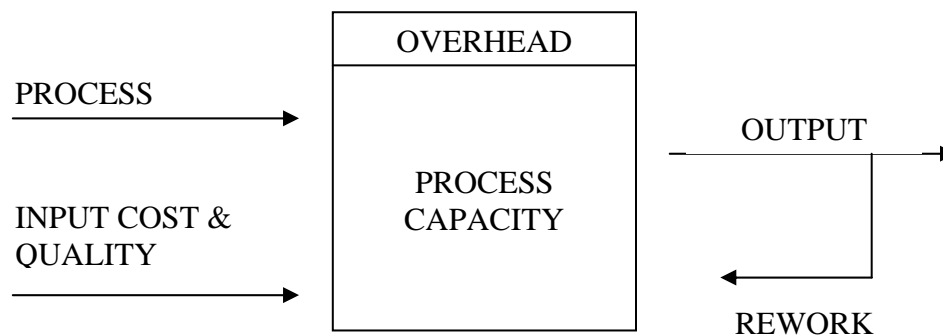 OVERHEAD
PROCESS
OUTPUT
PROCESS
CAPACITY
INPUT COST &
QUALITY
REWORK